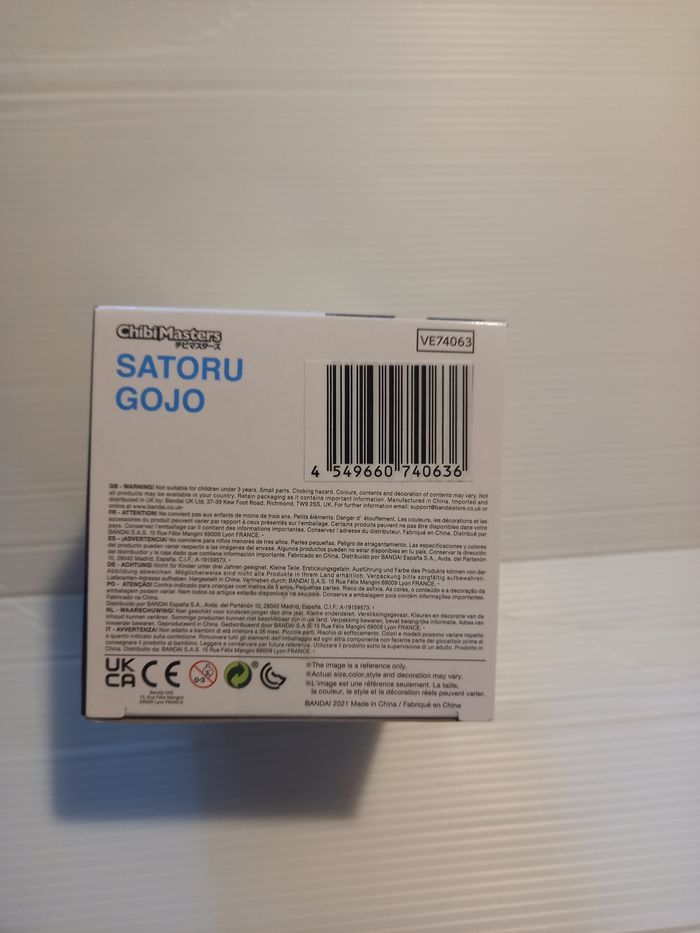 ChibiMasters
チビマスターズ
VE74063
SATORU
GOJO
4 549660 740636
GB - WARNING! Not suitable for children under 3 years. Small parts. Choking hazard. Colours, contents and decoration of contents may vary. Not
all products may be available in your country. Retain packaging as it contains important information. Manufactured in China. Imported and
distributed in UK by: Bandai UK Ltd, 37-39 Kew Foot Road, Richmond, TW9 2SS, UK. For further information email: support@bandaistore.co.uk or
online at www.bandai.co.uk
FR - ATTENTION! Ne convient pas aux enfants de moins de trois ans. Petits éléments. Danger d' étouffement. Les couleurs, les décorations et les
accessoires du produit peuvent varier par rapport à ceux présentés sur l'emballage. Certains produits peuvent ne pas être disponibles dans votre
pays. Conservez l'emballage car il contient des informations importantes. Conservez l'adresse du distributeur. Fabriqué en Chine. Distribué par
BANDAI S.A.S. 15 Rue Félix Mangini 69009 Lyon FRANCE. •
ES – ¡ADVERTENCIA! No conviene para niños menores de tres años. Partes pequeñas. Peligro de atragantamiento. Las especificaciones y colores
del producto pueden variar respecto a las imágenes del envase. Algunos productos pueden no estar disponibles en tu país. Conservar la dirección
del distribuidor y la caja dado que contiene información importante. Fabricado en China. Distribuido por BANDAI España S.A., Avda. del Partenón
10, 28042 Madrid, España, C.I.F.: A-19159573. •
DE - ACHTUNG! Nicht für Kinder unter drei Jahren geeignet. Kleine Teile. Erstickungsgefahr. Ausführung und Farbe des Produkts können von der
Abbildung abweichen. Möglicherweise sind nicht alle Produkte in Ihrem Land erhältlich. Verpackung bitte sorgfältig aufbewahren.
Lieferanten-Adresse aufheben. Hergestellt in China. Vertrieben durch: BANDAI S.A.S. 15 Rue Félix Mangini 69009 Lyon FRANCE. •
PO - ATENÇÃO! Contra-indicado para crianças com menos de 3 anos. Pequenas partes. Risco de asfixia. As cores, o conteúdo e a decoração da
embalagem podem variar. Nem todos os artigos estarão disponíveis no seu país. Conserve a embalagem pois contém informações importantes.
Fabricado na China.
Distribuido por BANDAI España S.A., Avda. del Partenón 10, 28042 Madrid, España, C.I.F.: A-19159573. •
NL - WAARSCHUWING! Niet geschikt voor kinderen jonger dan drie jaar. Kleine onderdelen. Verstikkingsgevaar. Kleuren en decoratie van de
inhoud kunnen variëren. Sommige producten kunnen niet beschikbaar zijn in uw land. Verpakking bewaren, bevat belangrijke informatie. Adres van
invoerder bewaren. Geproduceerd in China. Gedistribueerd door BANDAI S.A.S. 15 Rue Félix Mangini 69009 Lyon FRANCE. •
IT - AVVERTENZA! Non adatto a bambini di età inferiore a 36 mesi. Piccole parti. Rischio di soffocamento. Colori e modelli possono variare rispetto
a quanto indicato sulla confezione. Rimuovere tutti gli elementi dell'imballaggio ed ogni altra componente non facente parte del giocattolo prima di
consegnare il prodotto al bambino. Leggere e conservare per futura referenza. Utilizzare il prodotto sotto la supervisione di un adulto. Prodotto in
Cina. Distribuito da: BANDAI S.A.S 15 Rue Félix Mangini 69009 Lyon FRANCE •
UK
CA
CE
0-3
®
Bandai SAS
15, Rue Félix Mangini
69009 Lyon FRANCE
※The image is a reference only.
※Actual size,color,style and decoration may vary.
※L'image est une référence seulement. La taille,
la couleur, le style et la décoration réels peuvent varier.
BANDAI 2021 Made in China / Fabriqué en Chine